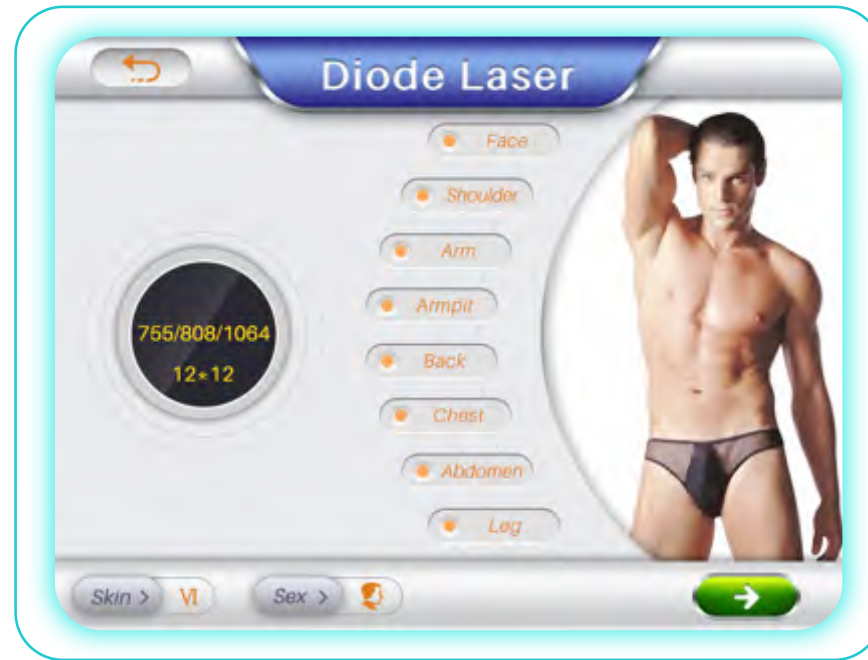 Diode Laser
Face
Shoulder
Arm
Armpit
755/808/1064
12*12
Back
Chest
Abdomen
Leg
Skin > VI
Sex >